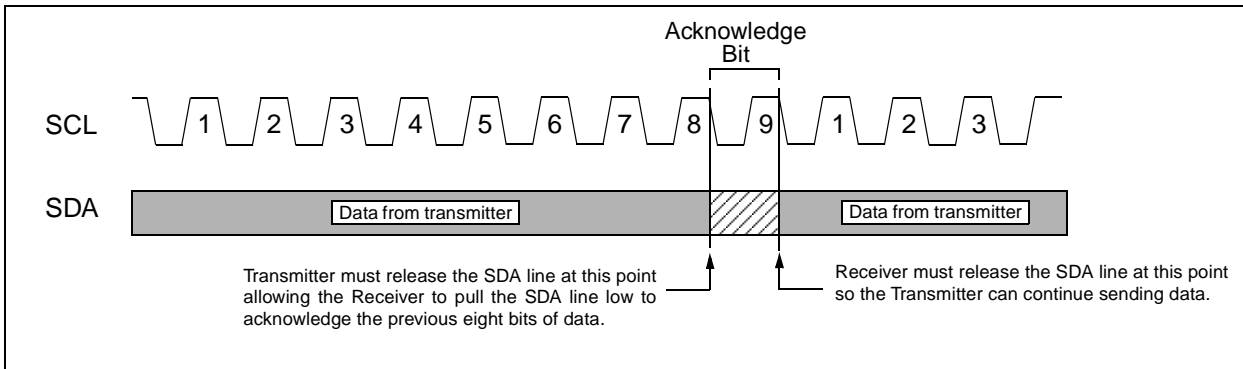 Acknowledge
Bit
SCL
1 2 3 4 5 6 7 8 9 1 2 3
SDA
Data from transmitter
Data from transmitter
Transmitter must release the SDA line at this point
allowing the Receiver to pull the SDA line low to
acknowledge the previous eight bits of data.
Receiver must release the SDA line at this point
so the Transmitter can continue sending data.